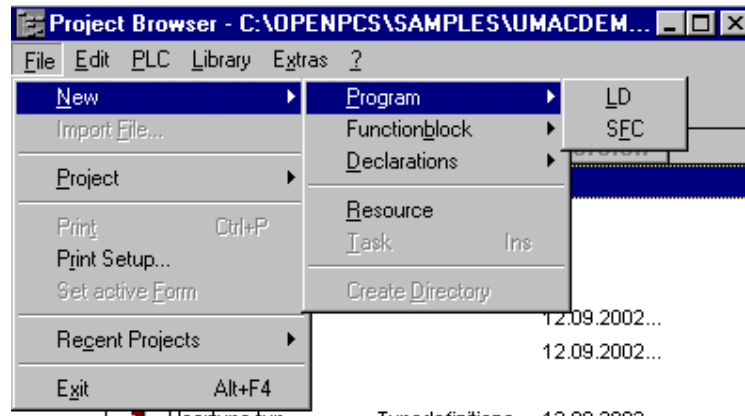 Project Browser - C:\OPENPCS\SAMPLES\UMACDEM...
File Edit PLC Library Extras ?
New
Import File...
Project
Print Ctrl+P
Print Setup...
Set active Form
Recent Projects
Exit Alt+F4
Program
Functionblock
Declarations
Resource
Task Ins
Create Directory
LD
SFC
12.09.2002...
12.09.2002...